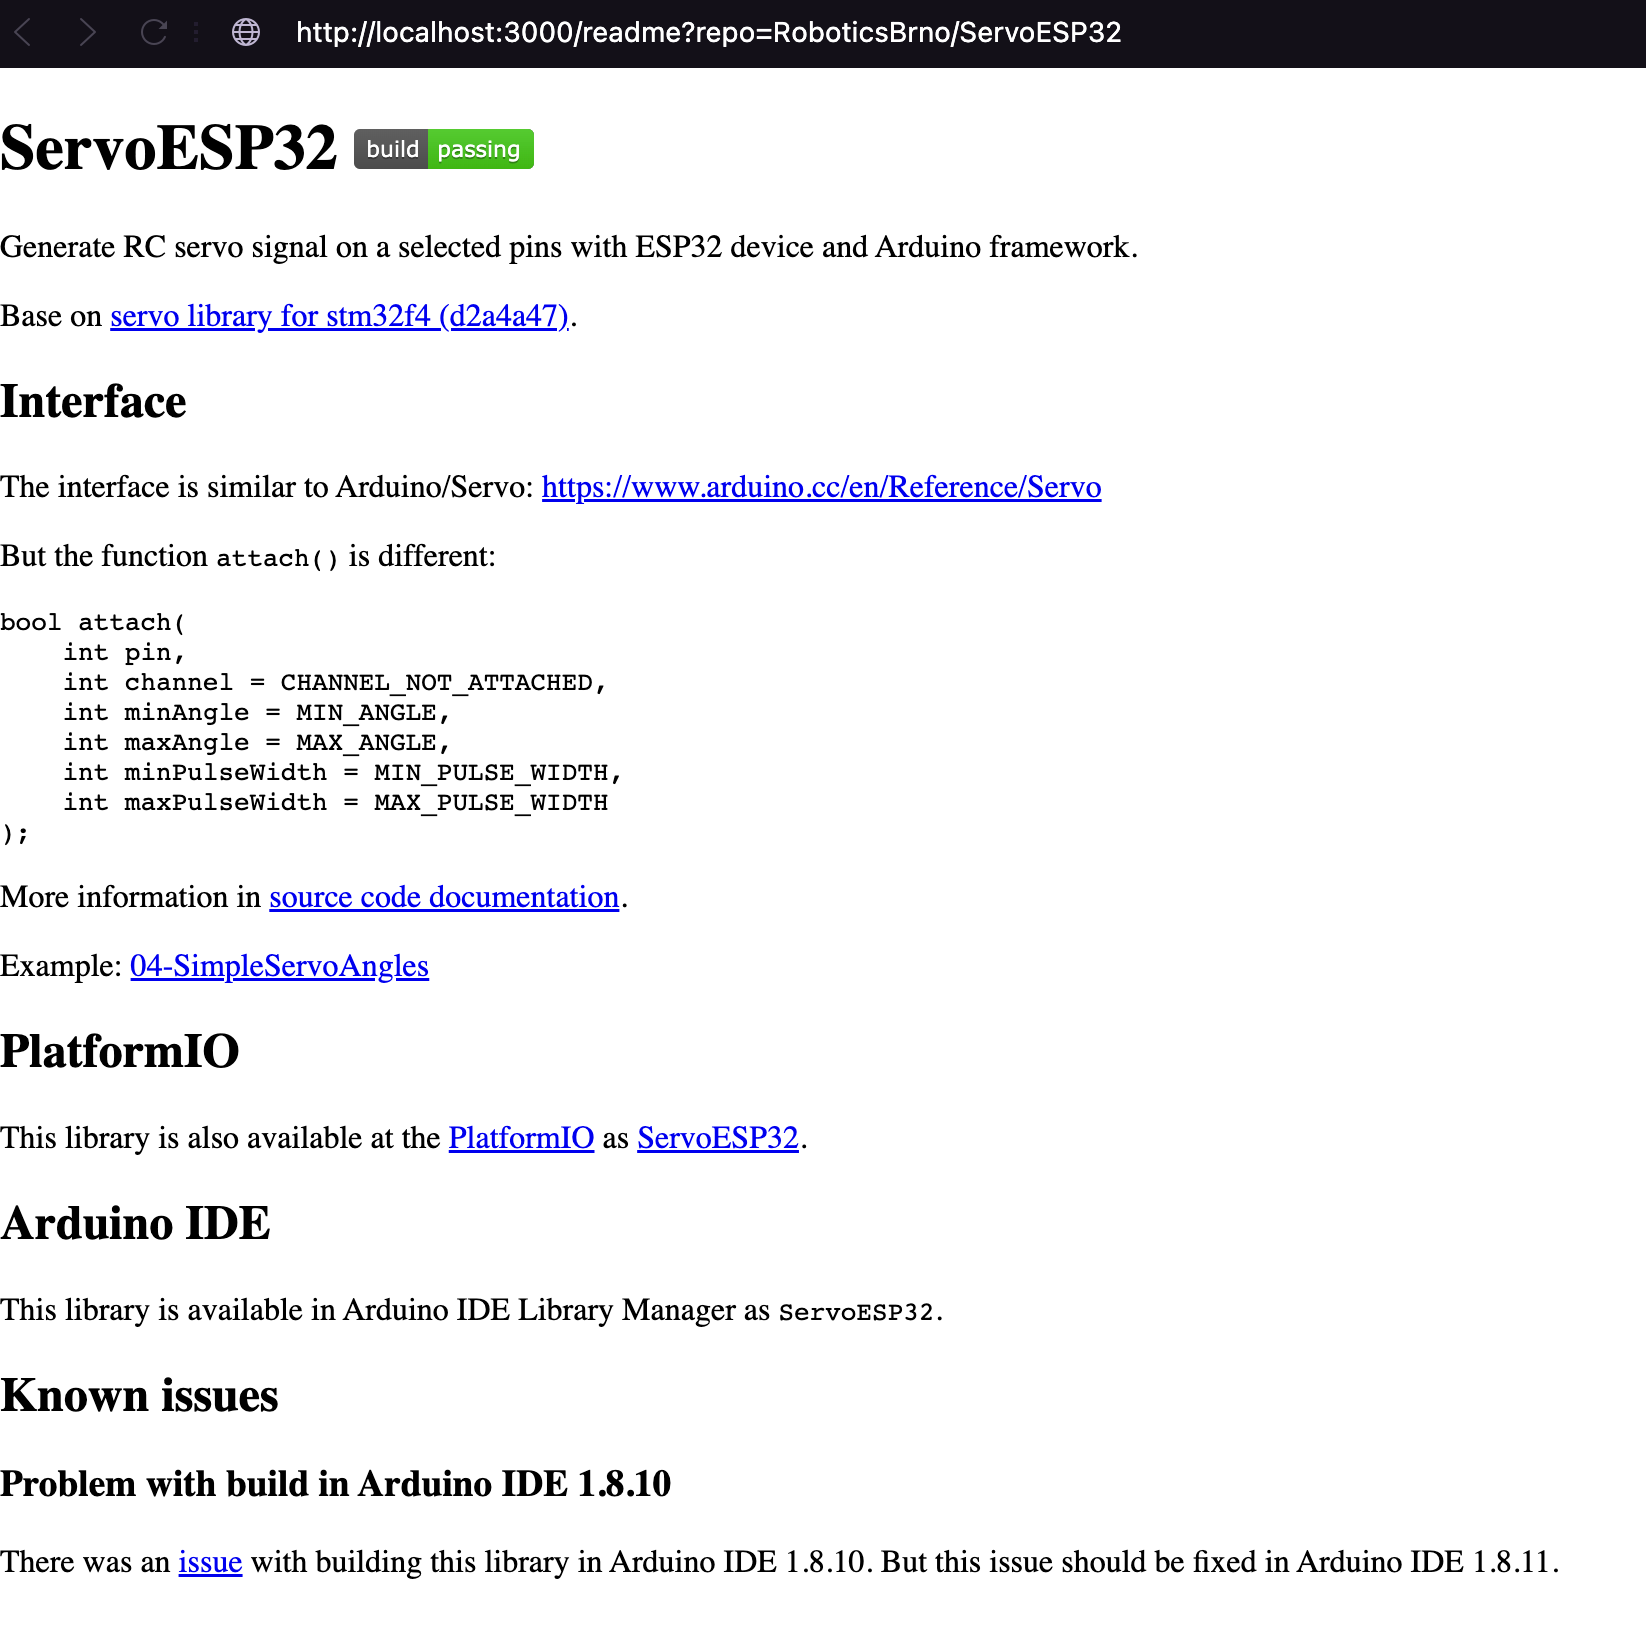 http://localhost:3000/readme?repo=RoboticsBrno/ServoESP32
ServoESP32 build passing
Generate RC servo signal on a selected pins with ESP32 device and Arduino framework.
Base on servo library for stm32f4 (d2a4a47).
Interface
The interface is similar to Arduino/Servo: https://www.arduino.cc/en/Reference/Servo
But the function attach() is different:
bool attach(
    int pin,
    int channel = CHANNEL_NOT_ATTACHED,
    int minAngle = MIN_ANGLE,
    int maxAngle = MAX_ANGLE,
    int minPulseWidth = MIN_PULSE_WIDTH,
    int maxPulseWidth = MAX_PULSE_WIDTH
);
More information in source code documentation.
Example: 04-SimpleServoAngles
PlatformIO
This library is also available at the PlatformIO as ServoESP32.
Arduino IDE
This library is available in Arduino IDE Library Manager as ServoESP32.
Known issues
Problem with build in Arduino IDE 1.8.10
There was an issue with building this library in Arduino IDE 1.8.10. But this issue should be fixed in Arduino IDE 1.8.11.